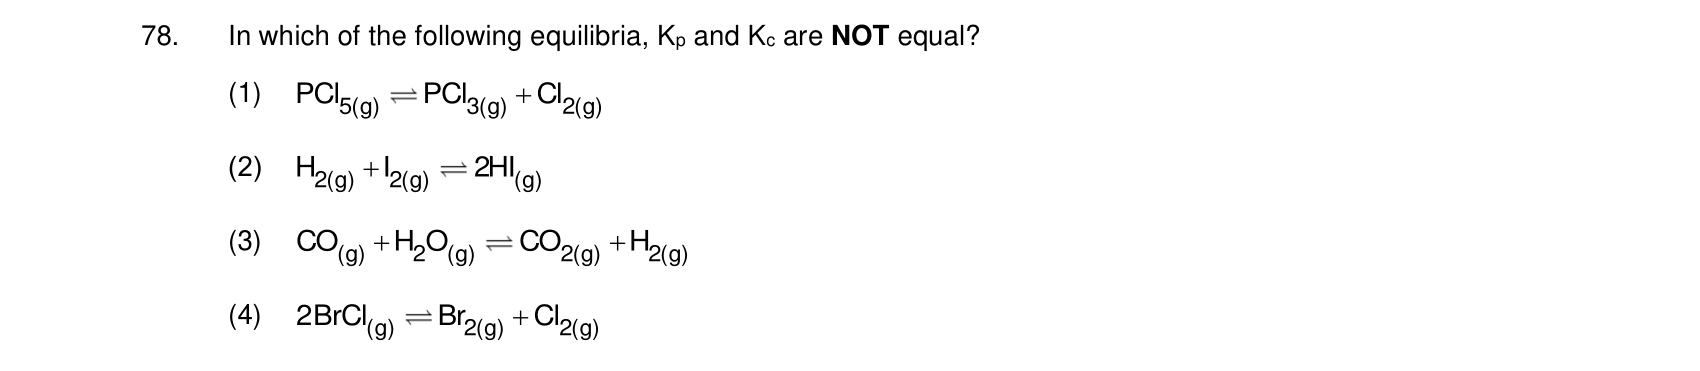 78. In which of the following equilibria, Kp and Kc are NOT equal?
(1) PCl5(g) ⇌ PCl3(g) + Cl2(g)
(2) H2(g) + I2(g) ⇌ 2HI(g)
(3) CO(g) + H2O(g) ⇌ CO2(g) + H2(g)
(4) 2BrCl(g) ⇌ Br2(g) + Cl2(g)